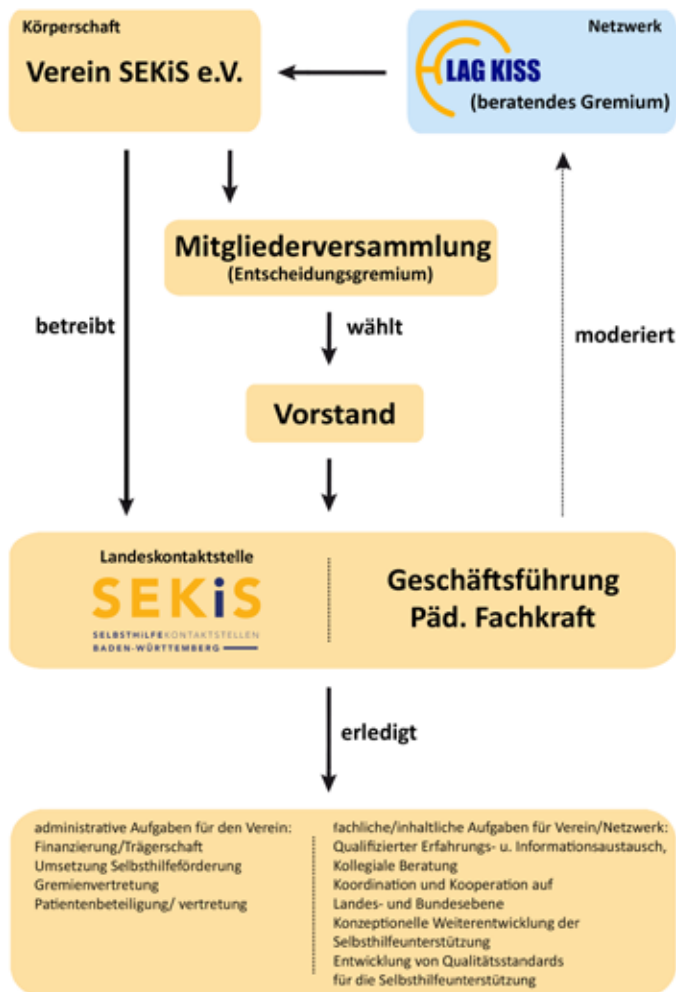 Körperschaft
Verein SEKiS e.V.
Netzwerk
LAG KISS
(beratendes Gremium)
Mitgliederversammlung
(Entscheidungsgremium)
betreibt
wählt
moderiert
Vorstand
Landeskontaktstelle
SEKiS
SELBSTHILFEKONTAKTSTELLEN
BADEN-WÜRTTEMBERG
Geschäftsführung
Päd. Fachkraft
erledigt
administrative Aufgaben für den Verein:
Finanzierung/Trägerschaft
Umsetzung Selbsthilfeförderung
Gremienvertretung
Patientenbeteiligung/ vertretung
fachliche/inhaltliche Aufgaben für Verein/Netzwerk:
Qualifizierter Erfahrungs- u. Informationsaustausch,
Kollegiale Beratung
Koordination und Kooperation auf
Landes- und Bundesebene
Konzeptionelle Weiterentwicklung der
Selbsthilfeunterstützung
Entwicklung von Qualitätsstandards
für die Selbsthilfeunterstützung